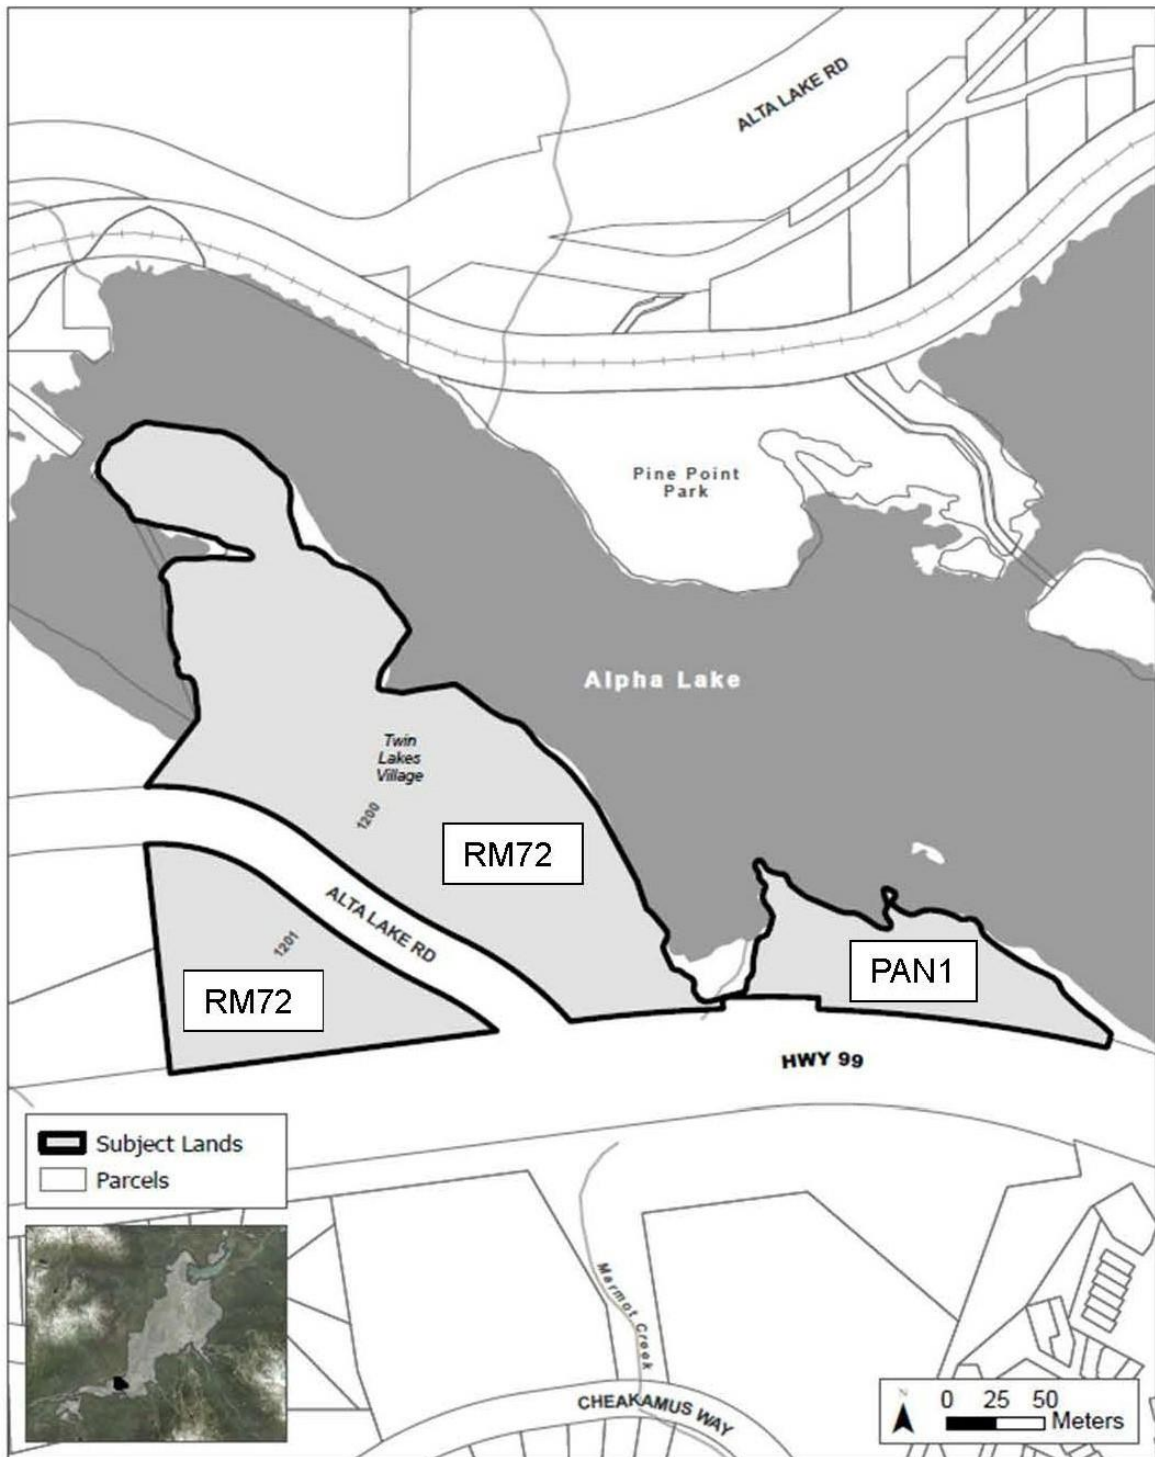 ALTA LAKE RD
Pine Point
Park
Alpha Lake
Twin
Lakes
Village
1200
RM72
ALTA LAKE RD
1201
RM72
PAN1
HWY 99
Subject Lands
Parcels
Marmot Creek
CHEAKAMUS WAY
N
0 25 50
Meters